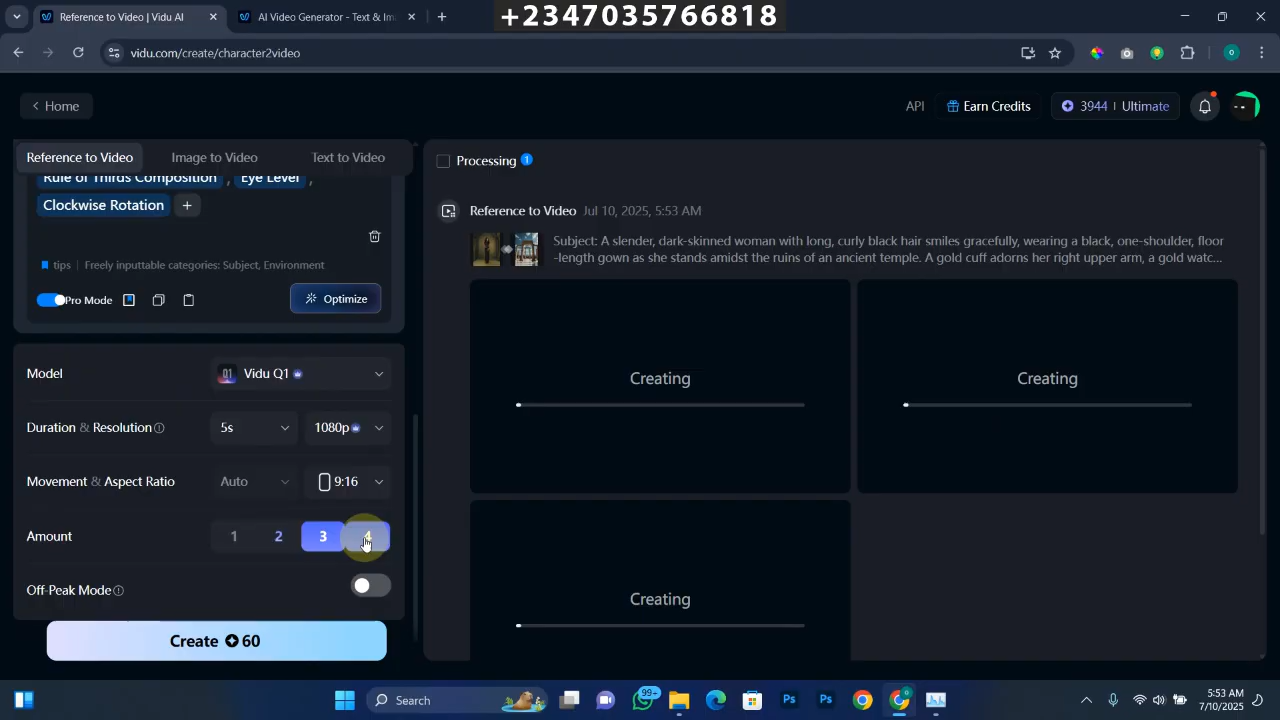 +2347035766818
Reference to Video | Vidu AI
AI Video Generator - Text & Im
vidu.com/create/character2video
Home
API
Earn Credits
3944 | Ultimate
Reference to Video
Image to Video
Text to Video
Rule of Thirds Composition , Eye Level ,
Clockwise Rotation +
tips | Freely inputtable categories: Subject, Environment
Pro Mode
Optimize
Model
Q1 Vidu Q1
Duration & Resolution
5s
1080p
Movement & Aspect Ratio
Auto
9:16
Amount
1 2 3 4
Off-Peak Mode
Create 60
Processing 1
Reference to Video Jul 10, 2025, 5:53 AM
Subject: A slender, dark-skinned woman with long, curly black hair smiles gracefully, wearing a black, one-shoulder, floor
-length gown as she stands amidst the ruins of an ancient temple. A gold cuff adorns her right upper arm, a gold watc...
Creating
Creating
Creating
Search
99+
Ps
Ps
5:53 AM
7/10/2025